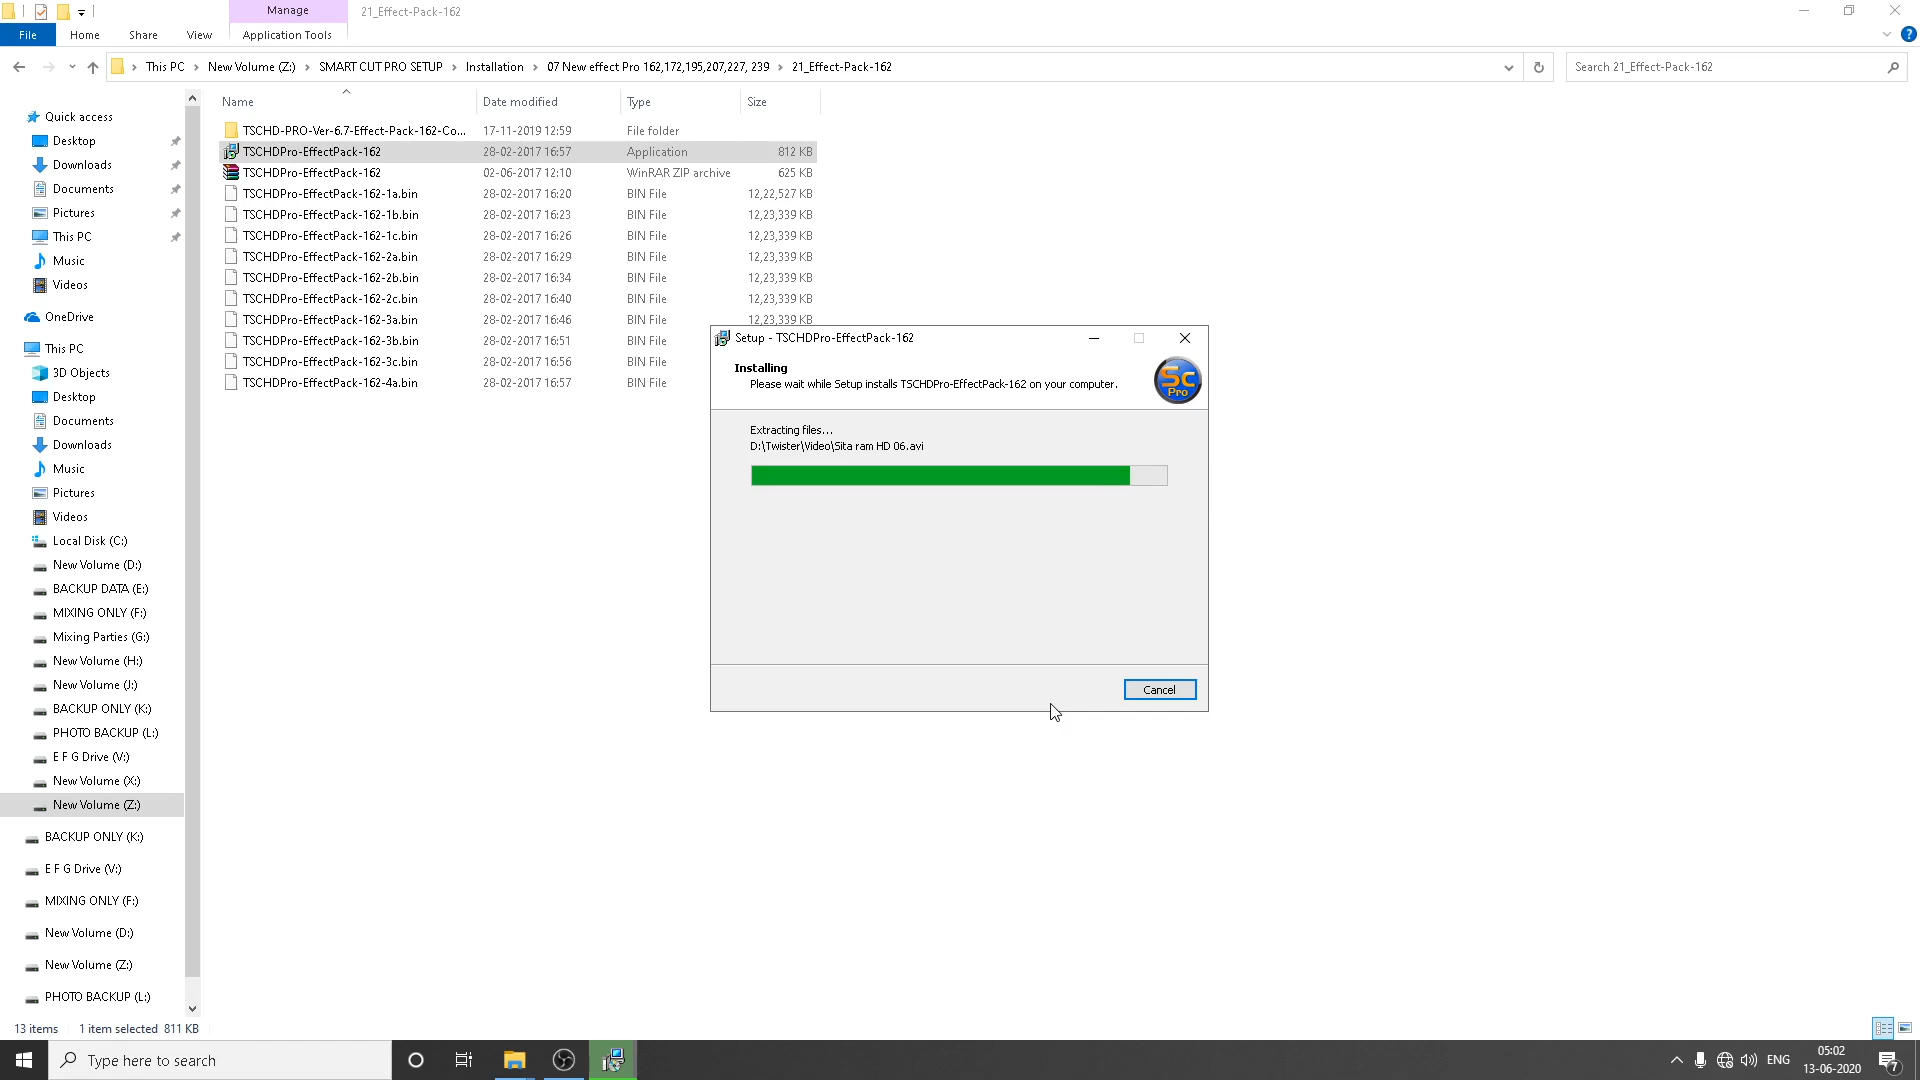 Manage
21_Effect-Pack-162
File
Home
Share
View
Application Tools
This PC
New Volume (Z:)
SMART CUT PRO SETUP
Installation
07 New effect Pro 162,172,195,207,227, 239
21_Effect-Pack-162
Search 21_Effect-Pack-162
Name
Date modified
Type
Size
TSCHD-PRO-Ver-6.7-Effect-Pack-162-Co... 17-11-2019 12:59 File folder
TSCHDPro-EffectPack-162 28-02-2017 16:57 Application 812 KB
TSCHDPro-EffectPack-162 02-06-2017 12:10 WinRAR ZIP archive 625 KB
TSCHDPro-EffectPack-162-1a.bin 28-02-2017 16:20 BIN File 12,22,527 KB
TSCHDPro-EffectPack-162-1b.bin 28-02-2017 16:23 BIN File 12,23,339 KB
TSCHDPro-EffectPack-162-1c.bin 28-02-2017 16:26 BIN File 12,23,339 KB
TSCHDPro-EffectPack-162-2a.bin 28-02-2017 16:29 BIN File 12,23,339 KB
TSCHDPro-EffectPack-162-2b.bin 28-02-2017 16:34 BIN File 12,23,339 KB
TSCHDPro-EffectPack-162-2c.bin 28-02-2017 16:40 BIN File 12,23,339 KB
TSCHDPro-EffectPack-162-3a.bin 28-02-2017 16:46 BIN File 12,23,339 KB
TSCHDPro-EffectPack-162-3b.bin 28-02-2017 16:51 BIN File
TSCHDPro-EffectPack-162-3c.bin 28-02-2017 16:56 BIN File
TSCHDPro-EffectPack-162-4a.bin 28-02-2017 16:57 BIN File
Quick access
Desktop
Downloads
Documents
Pictures
This PC
Music
Videos
OneDrive
This PC
3D Objects
Desktop
Documents
Downloads
Music
Pictures
Videos
Local Disk (C:)
New Volume (D:)
BACKUP DATA (E:)
MIXING ONLY (F:)
Mixing Parties (G:)
New Volume (H:)
New Volume (J:)
BACKUP ONLY (K:)
PHOTO BACKUP (L:)
E F G Drive (V:)
New Volume (X:)
New Volume (Z:)
BACKUP ONLY (K:)
E F G Drive (V:)
MIXING ONLY (F:)
New Volume (D:)
New Volume (Z:)
PHOTO BACKUP (L:)
Setup - TSCHDPro-EffectPack-162
Installing
Please wait while Setup installs TSCHDPro-EffectPack-162 on your computer.
Sc
Pro
Extracting files...
D:\Twister\Video\Sita ram HD 06.avi
Cancel
13 items
1 item selected 811 KB
Type here to search
ENG
05:02
13-06-2020
7